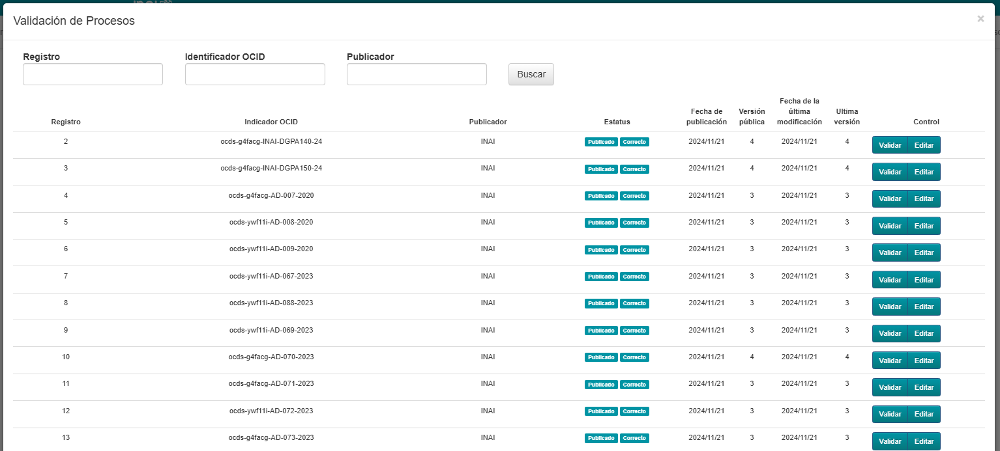 Validación de Procesos ×
Registro Identificador OCID Publicador
Buscar
Registro Indicador OCID Publicador Estatus Fecha de publicación Versión pública Fecha de la última modificación Ultima versión Control
2 ocds-g4facg-INAI-DGPA140-24 INAI Publicado Correcto 2024/11/21 4 2024/11/21 4 Validar Editar
3 ocds-g4facg-INAI-DGPA150-24 INAI Publicado Correcto 2024/11/21 4 2024/11/21 4 Validar Editar
4 ocds-g4facg-AD-007-2020 INAI Publicado Correcto 2024/11/21 3 2024/11/21 3 Validar Editar
5 ocds-ywf11i-AD-008-2020 INAI Publicado Correcto 2024/11/21 3 2024/11/21 3 Validar Editar
6 ocds-ywf11i-AD-009-2020 INAI Publicado Correcto 2024/11/21 3 2024/11/21 3 Validar Editar
7 ocds-ywf11i-AD-067-2023 INAI Publicado Correcto 2024/11/21 3 2024/11/21 3 Validar Editar
8 ocds-ywf11i-AD-088-2023 INAI Publicado Correcto 2024/11/21 3 2024/11/21 3 Validar Editar
9 ocds-ywf11i-AD-069-2023 INAI Publicado Correcto 2024/11/21 3 2024/11/21 3 Validar Editar
10 ocds-g4facg-AD-070-2023 INAI Publicado Correcto 2024/11/21 4 2024/11/21 4 Validar Editar
11 ocds-g4facg-AD-071-2023 INAI Publicado Correcto 2024/11/21 3 2024/11/21 3 Validar Editar
12 ocds-ywf11i-AD-072-2023 INAI Publicado Correcto 2024/11/21 3 2024/11/21 3 Validar Editar
13 ocds-g4facg-AD-073-2023 INAI Publicado Correcto 2024/11/21 3 2024/11/21 3 Validar Editar